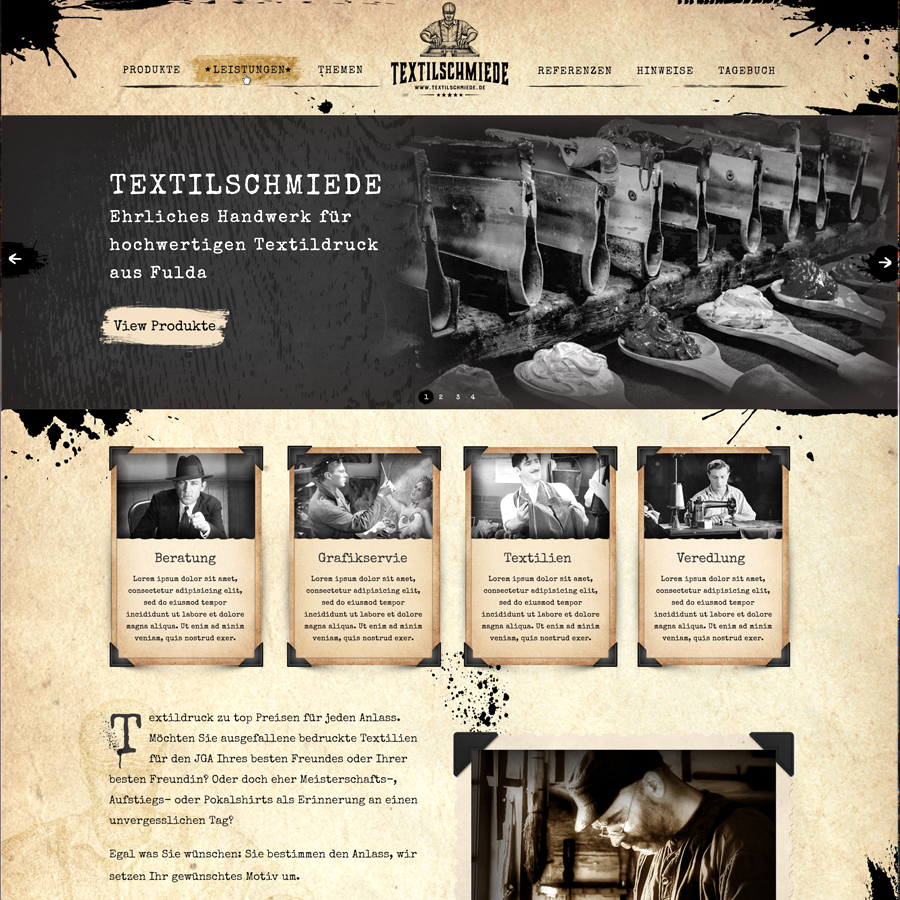 PRODUKTE
★LEISTUNGEN★
THEMEN
TEXTILSCHMIEDE
WWW.TEXTILSCHMIEDE.DE
REFERENZEN
HINWEISE
TAGEBUCH
TEXTILSCHMIEDE
Ehrliches Handwerk für
hochwertigen Textildruck
aus Fulda
View Produkte
1 2 3 4
Beratung
Lorem ipsum dolor sit amet,
consectetur adipisicing elit,
sed do eiusmod tempor
incididunt ut labore et dolore
magna aliqua. Ut enim ad minim
veniam, quis nostrud exer.
Grafikservie
Lorem ipsum dolor sit amet,
consectetur adipisicing elit,
sed do eiusmod tempor
incididunt ut labore et dolore
magna aliqua. Ut enim ad minim
veniam, quis nostrud exer.
Textilien
Lorem ipsum dolor sit amet,
consectetur adipisicing elit,
sed do eiusmod tempor
incididunt ut labore et dolore
magna aliqua. Ut enim ad minim
veniam, quis nostrud exer.
Veredlung
Lorem ipsum dolor sit amet,
consectetur adipisicing elit,
sed do eiusmod tempor
incididunt ut labore et dolore
magna aliqua. Ut enim ad minim
veniam, quis nostrud exer.
Textildruck zu top Preisen für jeden Anlass.
Möchten Sie ausgefallene bedruckte Textilien
für den JGA Ihres besten Freundes oder Ihrer
besten Freundin? Oder doch eher Meisterschafts-,
Aufstiegs- oder Pokalshirts als Erinnerung an einen
unvergesslichen Tag?
Egal was Sie wünschen: Sie bestimmen den Anlass, wir
setzen Ihr gewünschtes Motiv um.